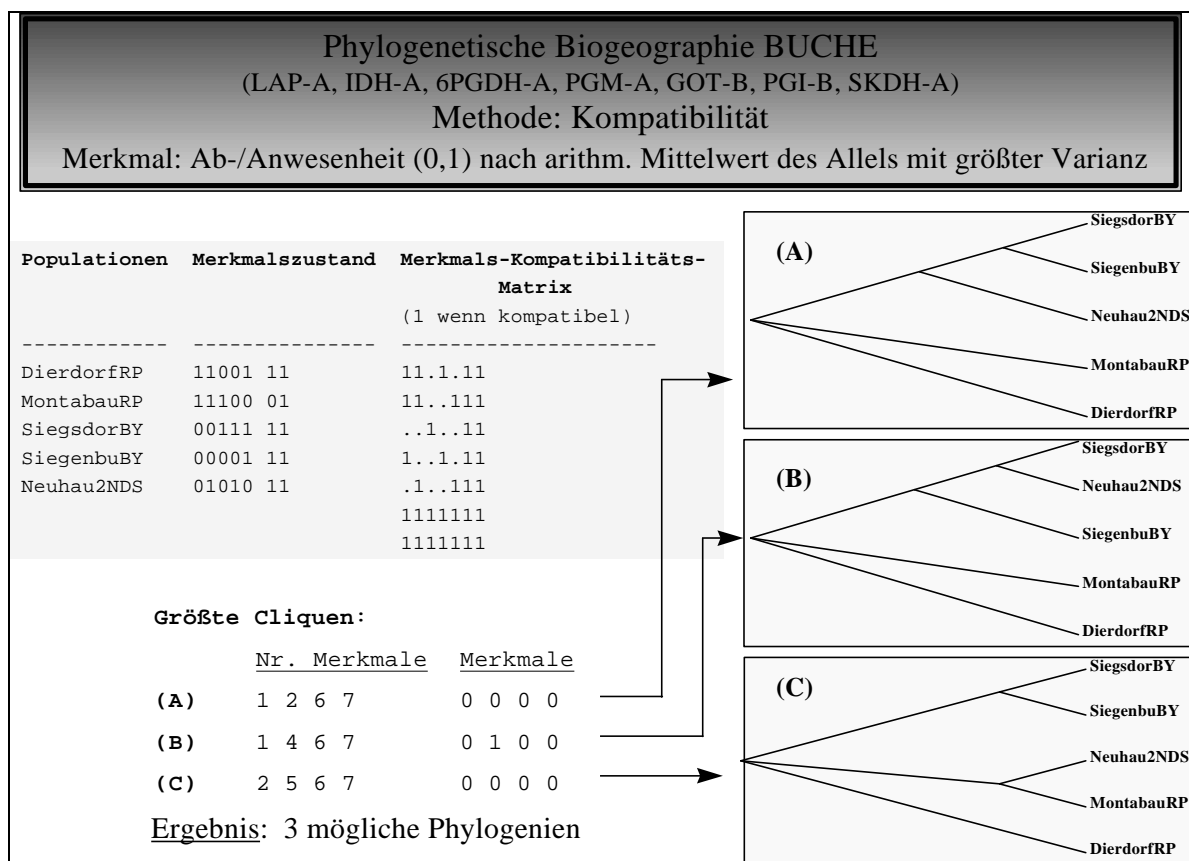 Phylogenetische Biogeographie BUCHE
(LAP-A, IDH-A, 6PGDH-A, PGM-A, GOT-B, PGI-B, SKDH-A)
Methode: Kompatibilität
Merkmal: Ab-/Anwesenheit (0,1) nach arithm. Mittelwert des Allels mit größter Varianz
Populationen Merkmalszustand Merkmals-Kompatibilitäts-
Matrix
(1 wenn kompatibel)
------------ --------------- ---------------------
DierdorfRP 11001 11 11.1.11
MontabauRP 11100 01 11..111
SiegsdorBY 00111 11 ..1..11
SiegenbuBY 00001 11 1..1.11
Neuhau2NDS 01010 11 .1..111
1111111
1111111
Größte Cliquen:
Nr. Merkmale Merkmale
(A) 1 2 6 7 0 0 0 0
(B) 1 4 6 7 0 1 0 0
(C) 2 5 6 7 0 0 0 0
Ergebnis: 3 mögliche Phylogenien
(A)
SiegsdorBY
SiegenbuBY
Neuhau2NDS
MontabauRP
DierdorfRP
(B)
SiegsdorBY
Neuhau2NDS
SiegenbuBY
MontabauRP
DierdorfRP
(C)
SiegsdorBY
SiegenbuBY
Neuhau2NDS
MontabauRP
DierdorfRP